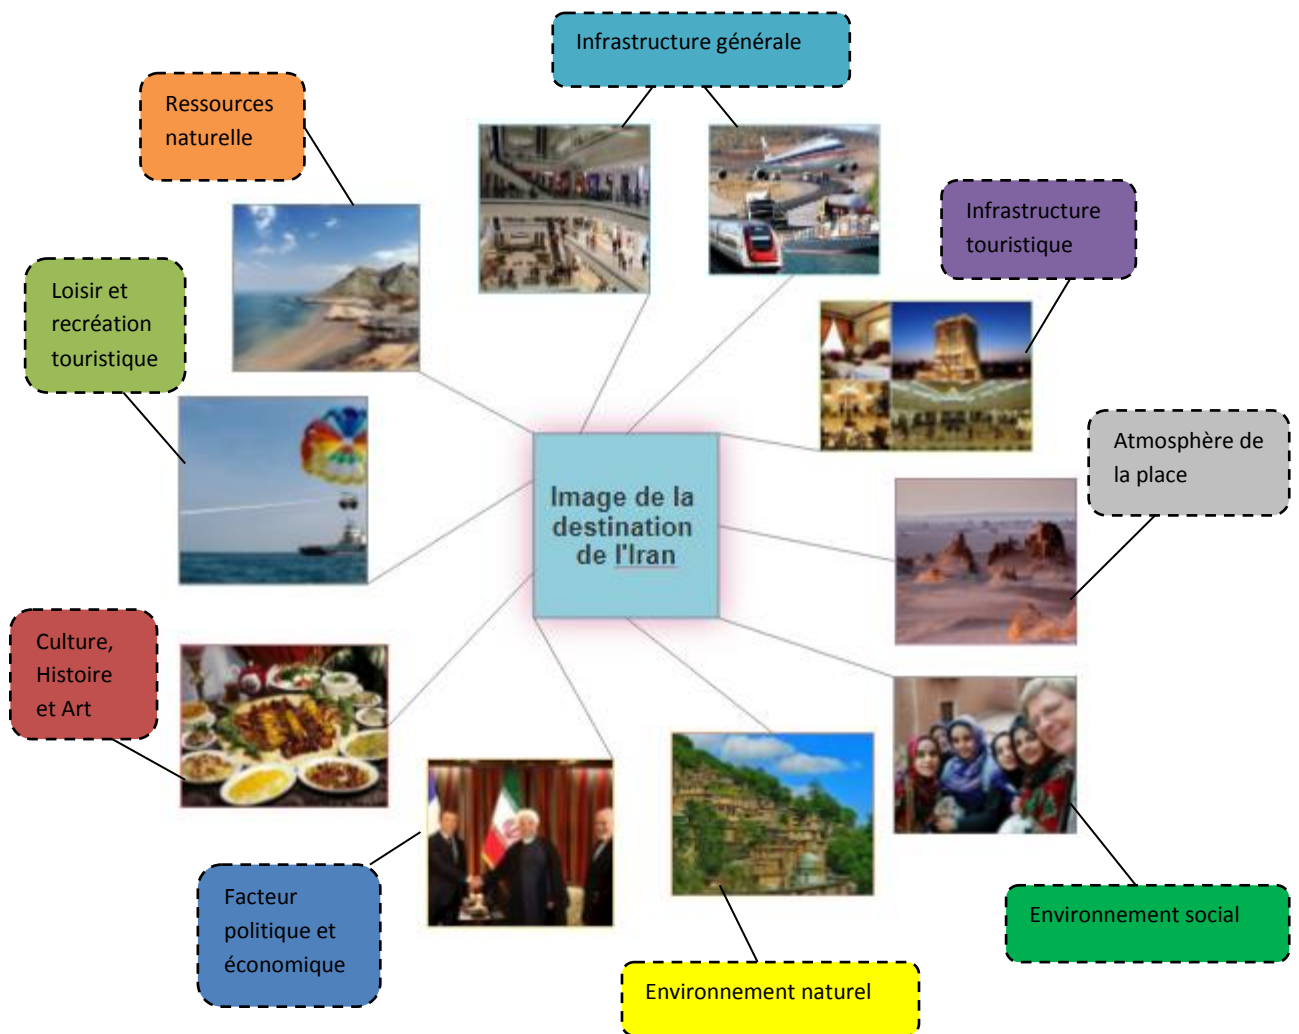 Infrastructure générale
Ressources
naturelle
Infrastructure
touristique
Loisir et
recréation
touristique
Atmosphère de
la place
Image de la
destination
de l'Iran
Culture,
Histoire
et Art
Facteur
politique et
économique
Environnement social
Environnement naturel